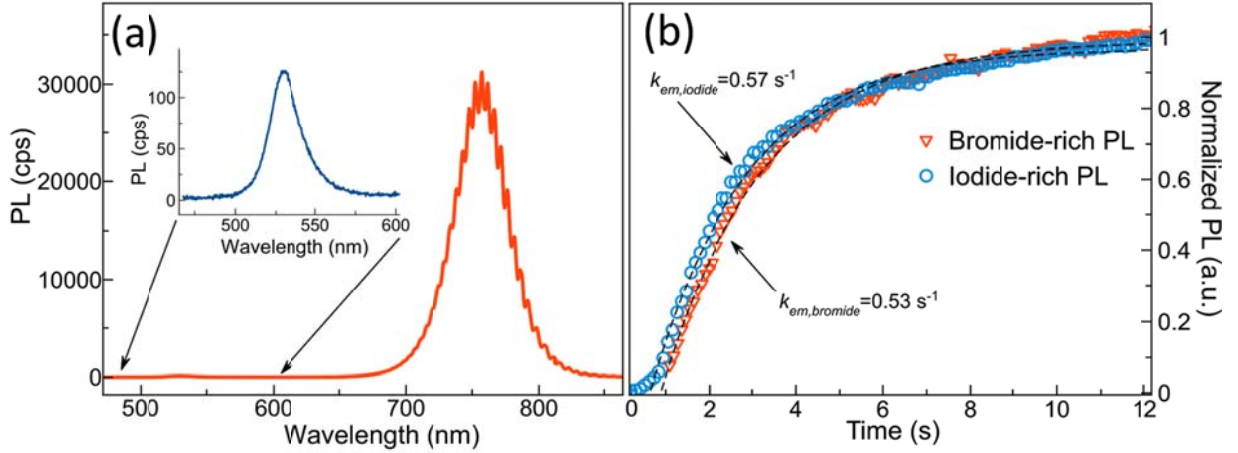 (a)
PL (cps)
30000
20000
10000
0
500
600
700
800
Wavelength (nm)
PL (cps)
100
50
0
500
550
600
Wavelength (nm)
(b)
k_em,iodide=0.57 s⁻¹
k_em,bromide=0.53 s⁻¹
Bromide-rich PL
Iodide-rich PL
0
2
4
6
8
10
12
Time (s)
1
0.8
0.6
0.4
0.2
0
Normalized PL (a.u.)